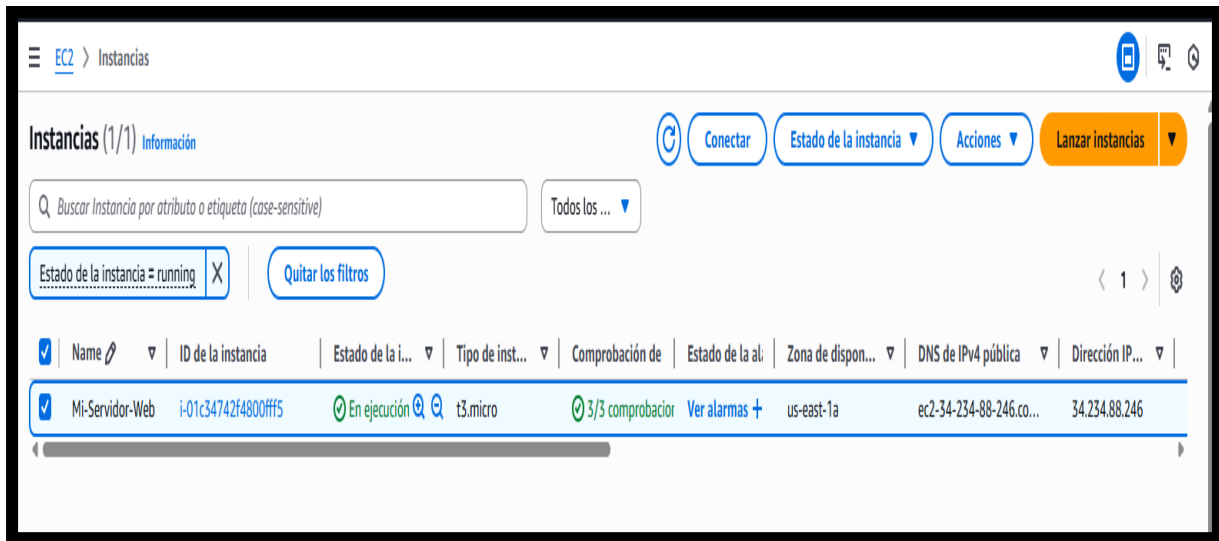 EC2 > Instancias
Instancias (1/1) Información Conectar Estado de la instancia Acciones Lanzar instancias
Buscar Instancia por atributo o etiqueta (case-sensitive) Todos los ...
Estado de la instancia = running Quitar los filtros 1
Name ID de la instancia Estado de la i... Tipo de inst... Comprobación de Estado de la al Zona de dispon... DNS de IPv4 pública Dirección IP...
Mi-Servidor-Web i-01c34742f4800fff5 En ejecución t3.micro 3/3 comprobacion Ver alarmas + us-east-1a ec2-34-234-88-246.co... 34.234.88.246